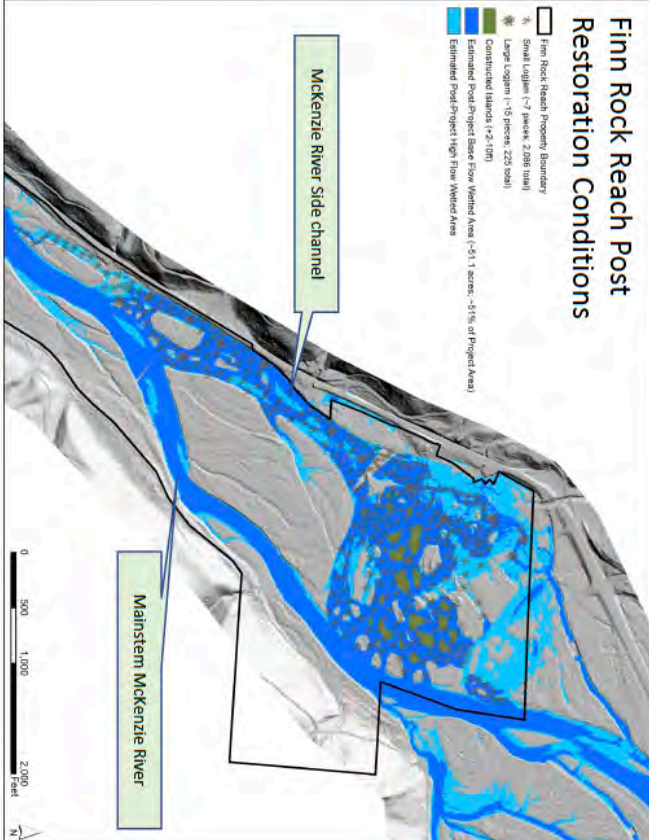 Finn Rock Reach Post
Restoration Conditions
Finn Rock Reach Property Boundary
Small Logjam (~7 pieces; 2,086 total)
Large Logjam (~15 pieces; 225 total)
Constructed Islands (+2-10ft)
Estimated Post-Project Base Flow Wetted Area (~51.1 acres; ~51% of Project Area)
Estimated Post-Project High Flow Wetted Area
McKenzie River Side channel
Mainstem McKenzie River
0 500 1,000 2,000
Feet
N